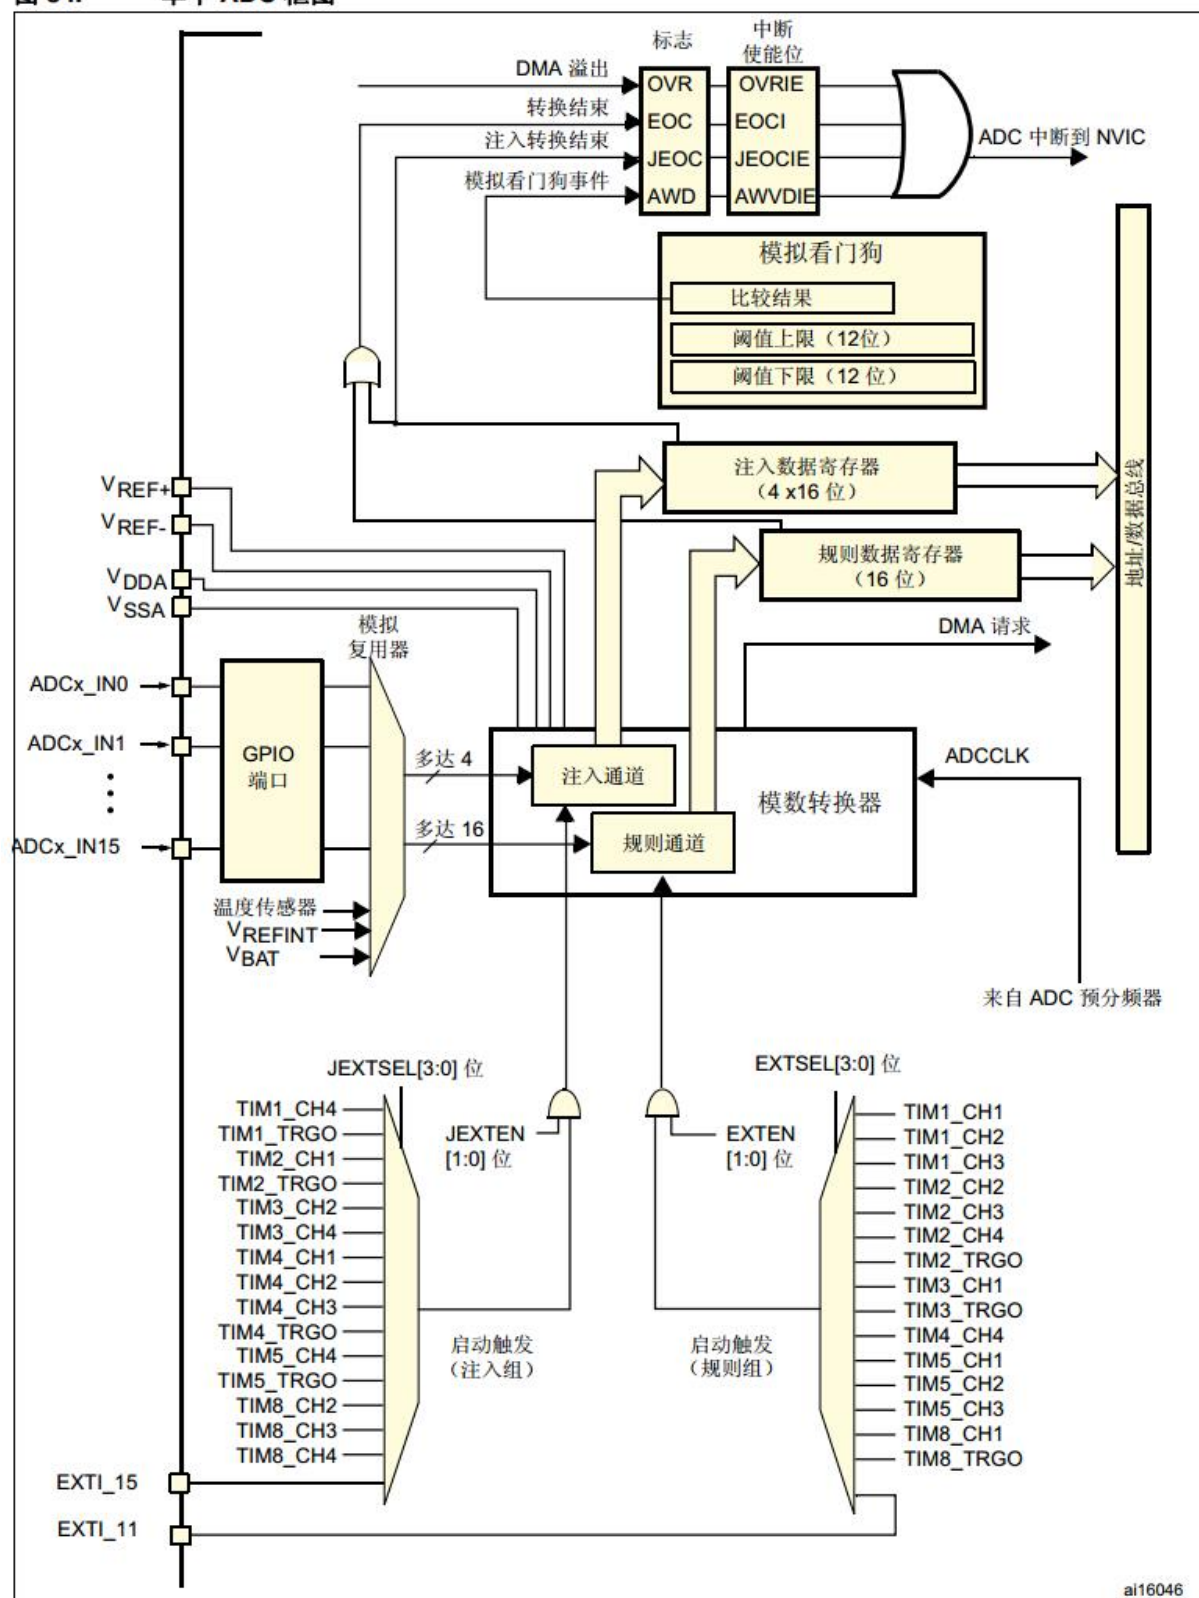 标志
中断
使能位
DMA 溢出
OVR
OVRIE
转换结束
EOC
EOCI
注入转换结束
JEOC
JEOCIE
ADC 中断到 NVIC
模拟看门狗事件
AWD
AWVDIE
模拟看门狗
比较结果
阈值上限（12位）
阈值下限（12 位）
注入数据寄存器
（4 x16 位）
规则数据寄存器
（16 位）
地址/数据总线
VREF+
VREF-
VDDA
VSSA
DMA 请求
模拟
复用器
ADCx_IN0
ADCx_IN1
ADCx_IN15
GPIO
端口
多达 4
注入通道
多达 16
规则通道
模数转换器
ADCCLK
温度传感器
VREFINT
VBAT
来自 ADC 预分频器
JEXTSEL[3:0] 位
EXTSEL[3:0] 位
TIM1_CH4
TIM1_TRGO
TIM2_CH1
TIM2_TRGO
TIM3_CH2
TIM3_CH4
TIM4_CH1
TIM4_CH2
TIM4_CH3
TIM4_TRGO
TIM5_CH4
TIM5_TRGO
TIM8_CH2
TIM8_CH3
TIM8_CH4
JEXTEN
[1:0] 位
EXTEN
[1:0] 位
启动触发
（注入组）
启动触发
（规则组）
TIM1_CH1
TIM1_CH2
TIM1_CH3
TIM2_CH2
TIM2_CH3
TIM2_CH4
TIM2_TRGO
TIM3_CH1
TIM3_TRGO
TIM4_CH4
TIM5_CH1
TIM5_CH2
TIM5_CH3
TIM8_CH1
TIM8_TRGO
EXTI_15
EXTI_11
ai16046